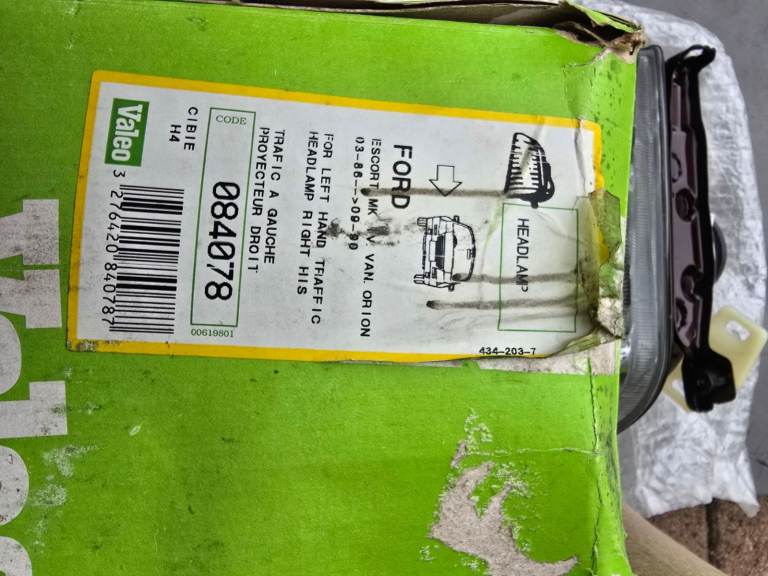 434-203-7
HEADLAMP
FORD
ESCORT MK IV VAN. ORION
03-86-->09-90
FOR LEFT HAND TRAFFIC
HEADLAMP RIGHT HIS
TRAFIC A GAUCHE
PROYECTEUR DROIT
CODE
084078
00619801
CIBIE
H4
Valeo
3 276420 840787